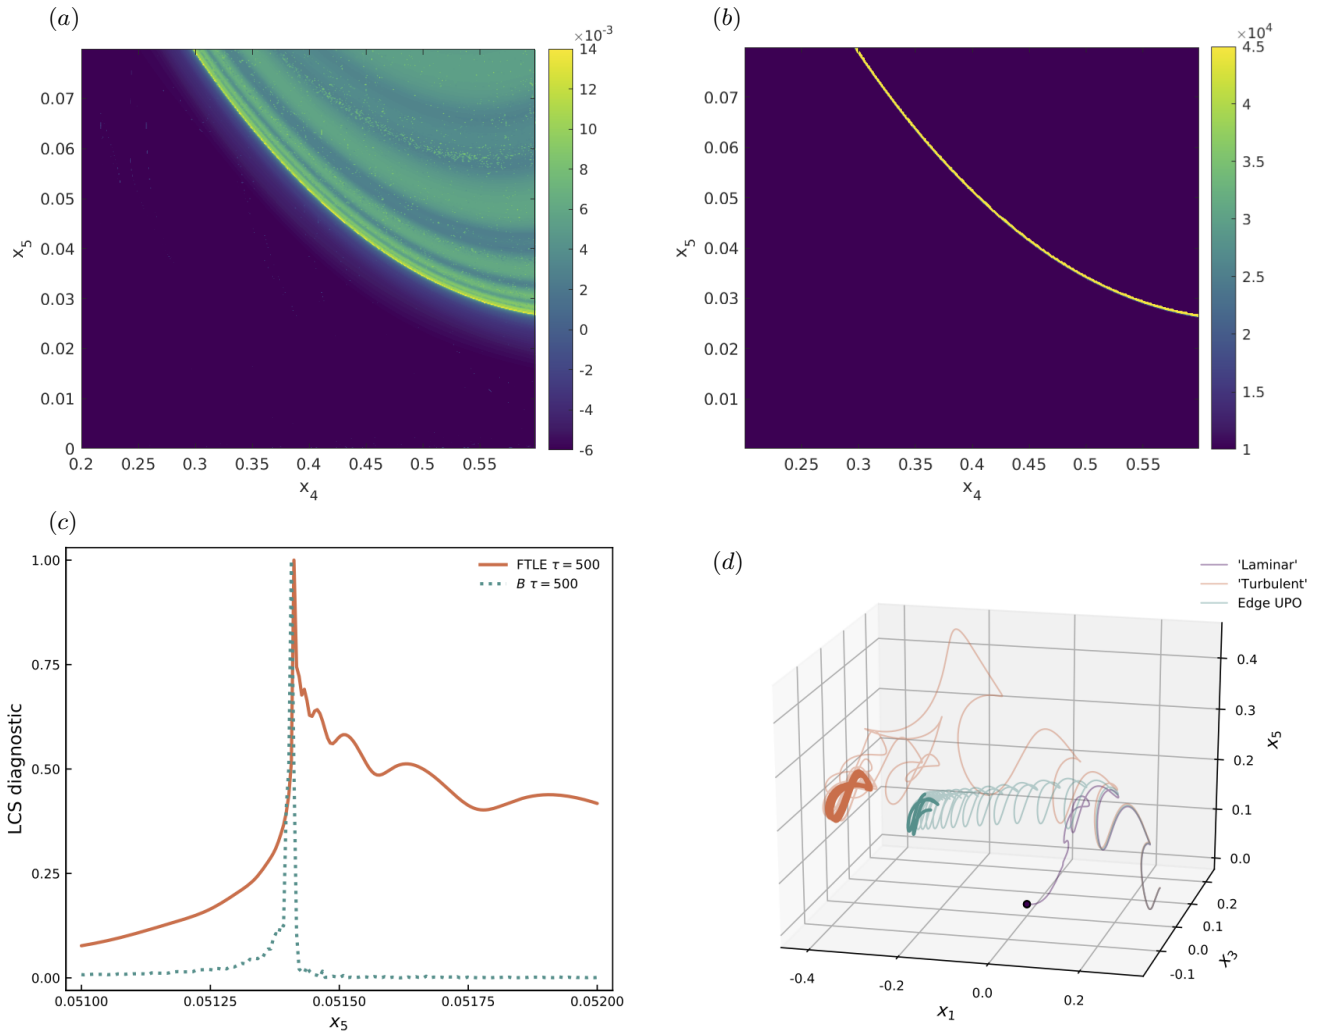 (a)
×10⁻³
14
12
10
8
6
4
2
0
-2
-4
-6
0.07
0.06
0.05
0.04
0.03
0.02
0.01
0
x₅
0.2 0.25 0.3 0.35 0.4 0.45 0.5 0.55
x₄
(b)
×10⁴
4.5
4
3.5
3
2.5
2
1.5
1
0.07
0.06
0.05
0.04
0.03
0.02
0.01
x₅
0.25 0.3 0.35 0.4 0.45 0.5 0.55
x₄
(c)
1.00
0.75
0.50
0.25
0.00
LCS diagnostic
FTLE τ = 500
B τ = 500
0.05100 0.05125 0.05150 0.05175 0.05200
x₅
(d)
'Laminar'
'Turbulent'
Edge UPO
0.4
0.3
0.2
0.1
0.0
x₅
0.2
0.1
0.0
-0.1
x₃
-0.4 -0.2 0.0 0.2
x₁